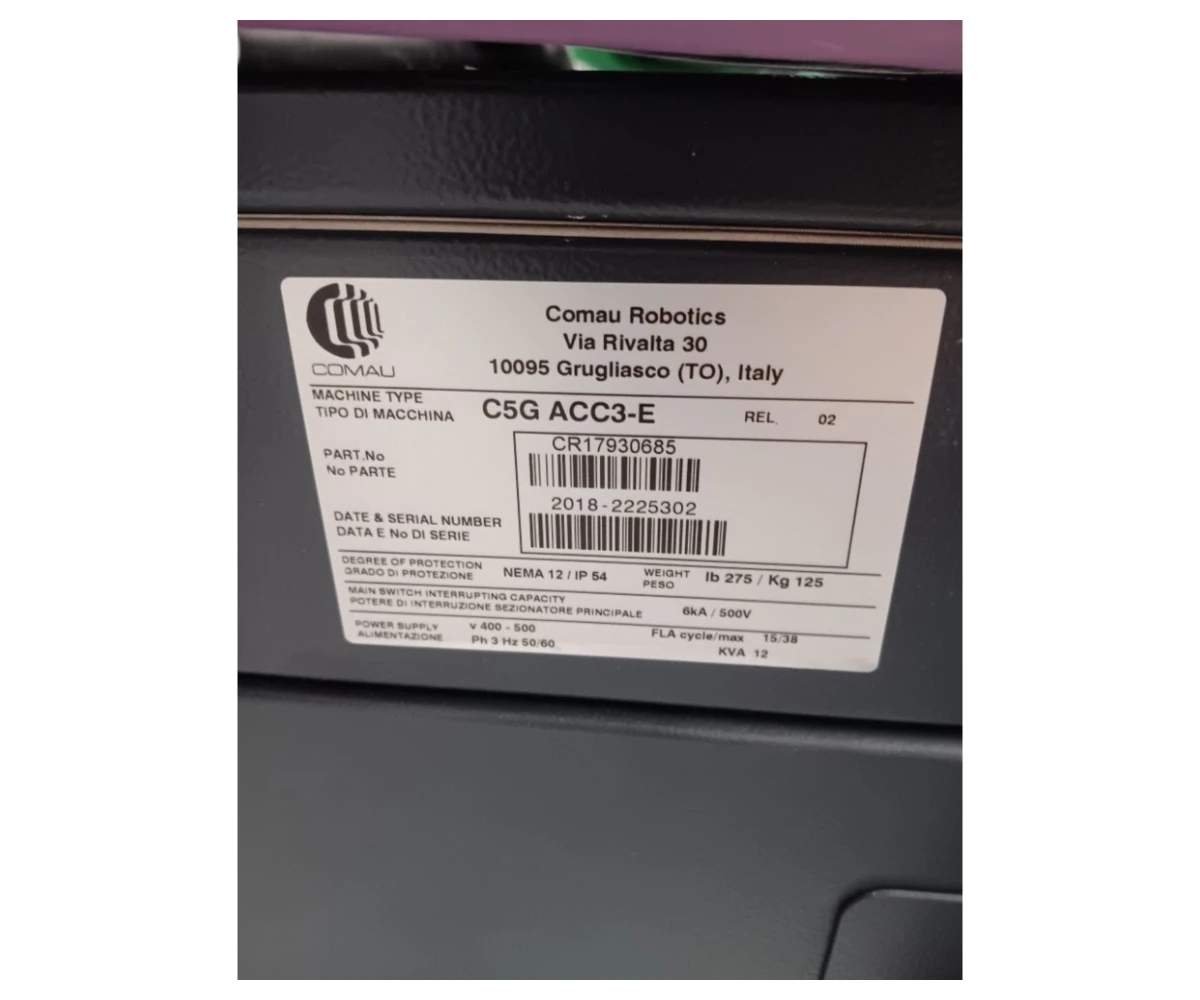 COMAU
Comau Robotics
Via Rivalta 30
10095 Grugliasco (TO), Italy
MACHINE TYPE
TIPO DI MACCHINA
C5G ACC3-E
REL. 02
PART.No
No PARTE
CR17930685
DATE & SERIAL NUMBER
DATA E No DI SERIE
2018-2225302
DEGREE OF PROTECTION
GRADO DI PROTEZIONE
NEMA 12 / IP 54
WEIGHT
PESO
lb 275 / Kg 125
MAIN SWITCH INTERRUPTING CAPACITY
POTERE DI INTERRUZIONE SEZIONATORE PRINCIPALE
6kA / 500V
POWER SUPPLY
ALIMENTAZIONE
v 400 - 500
Ph 3 Hz 50/60
FLA cycle/max 15/38
KVA 12